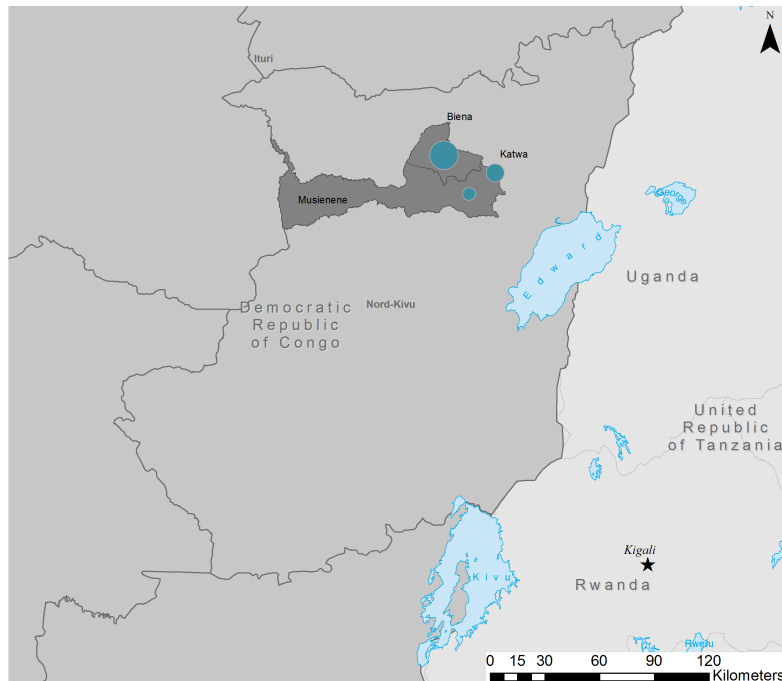 N
Ituri
Biena
Katwa
Musienene
George
Edward
Uganda
Nord-Kivu
Democratic
Republic
of Congo
United
Republic
of Tanzania
Kigali
Kivu
Rwanda
Rweru
0 15 30 60 90 120
Kilometers